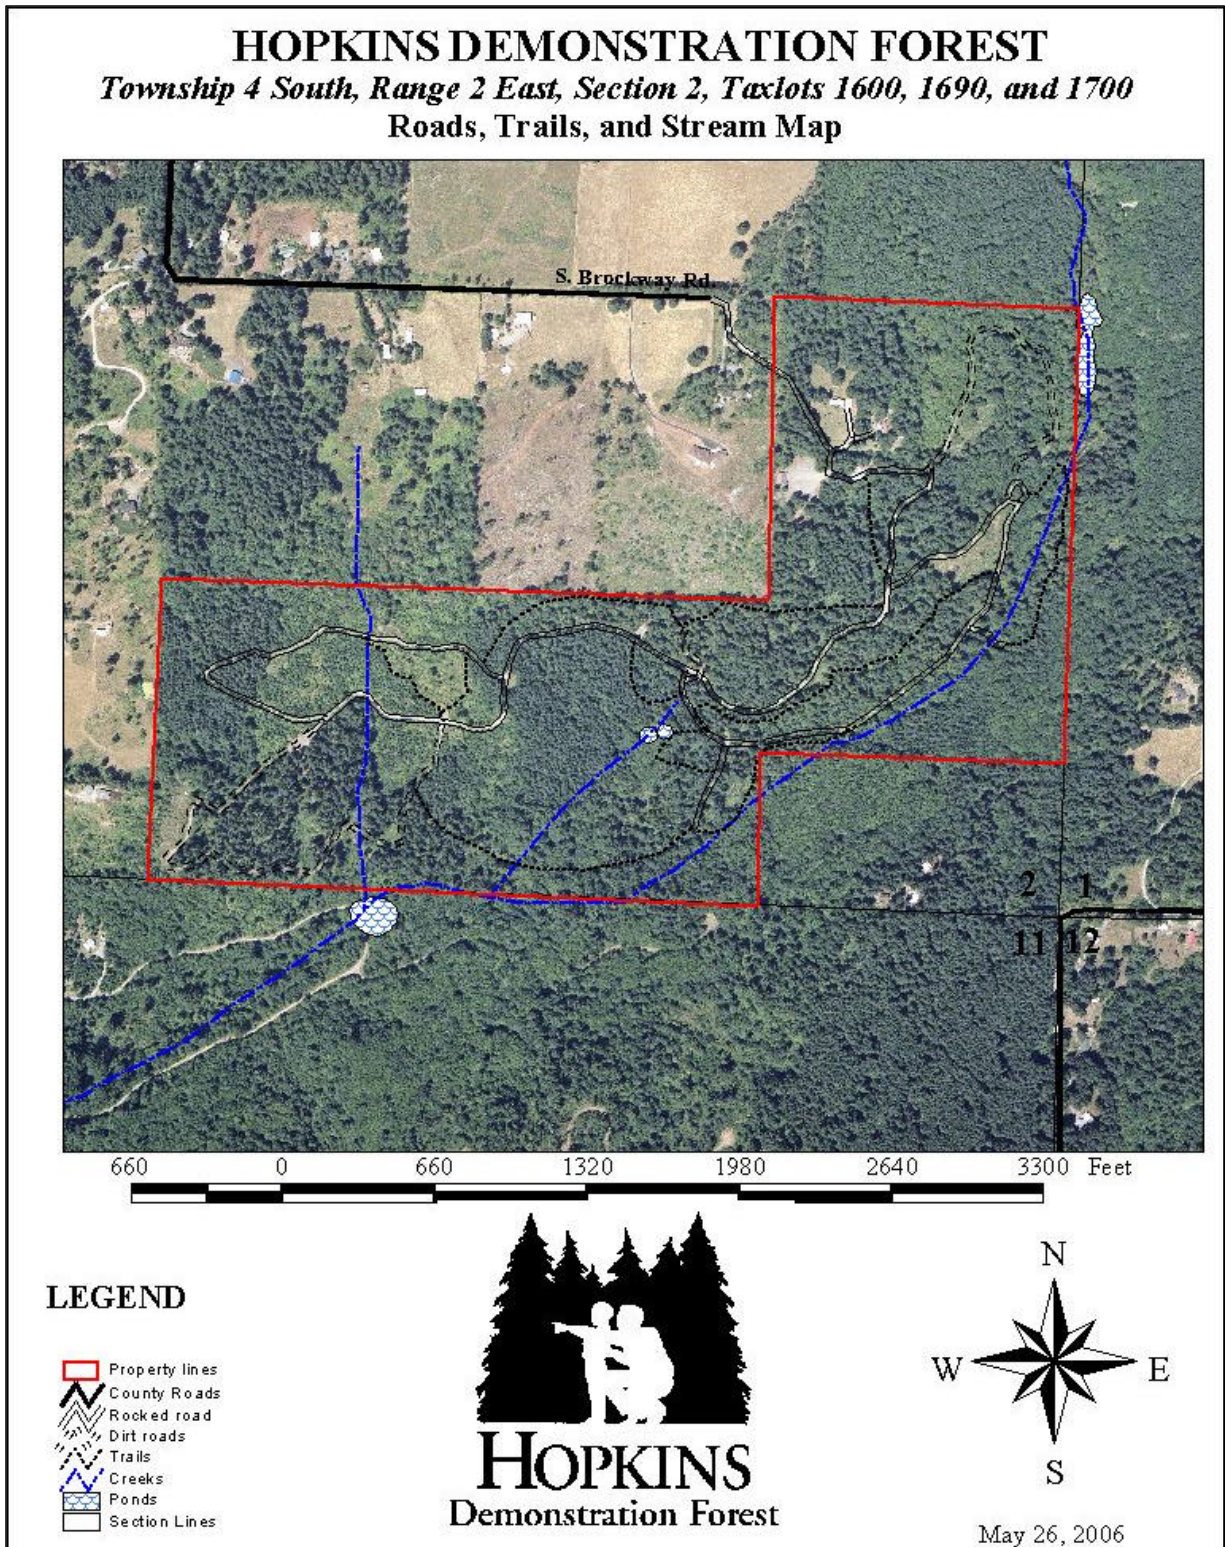 HOPKINS DEMONSTRATION FOREST
Township 4 South, Range 2 East, Section 2, Taxlots 1600, 1690, and 1700
Roads, Trails, and Stream Map
S. Brockway Rd.
2 1
11 12
660 0 660 1320 1980 2640 3300 Feet
LEGEND
Property lines
County Roads
Rocked road
Dirt roads
Trails
Creeks
Ponds
Section Lines
HOPKINS
Demonstration Forest
N
W E
S
May 26, 2006